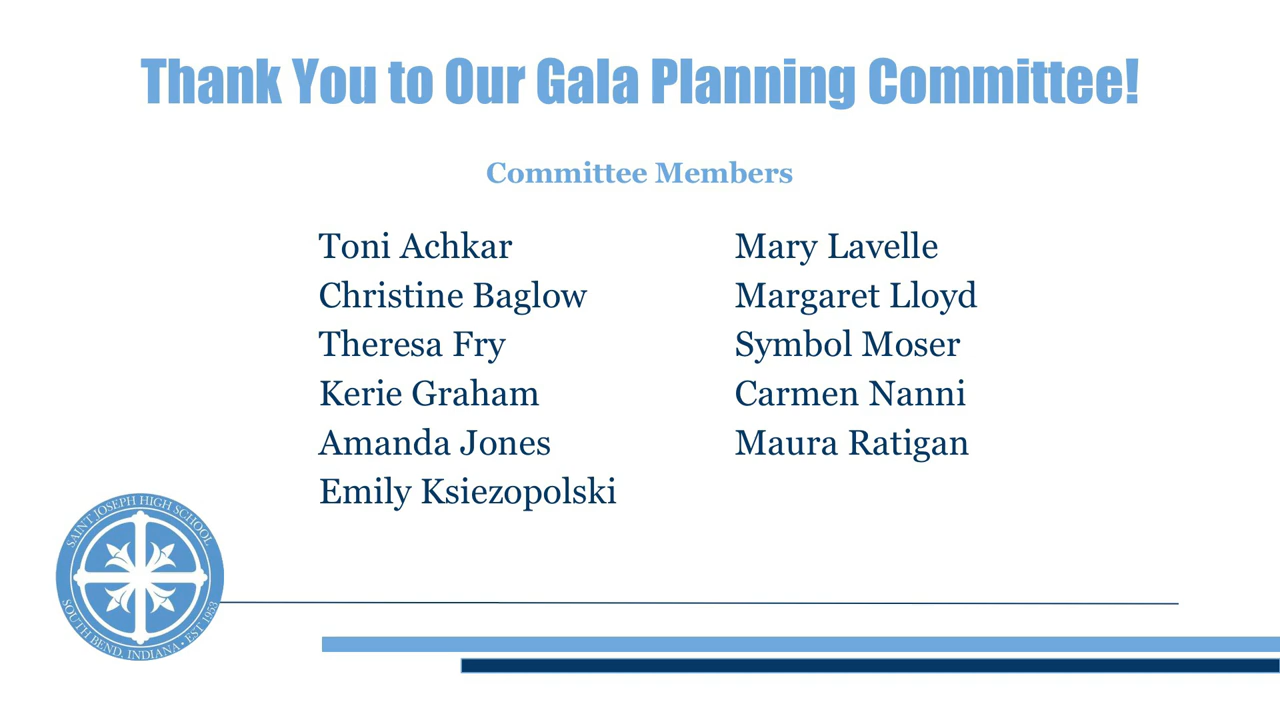 Thank You to Our Gala Planning Committee!
Committee Members
Toni Achkar
Christine Baglow
Theresa Fry
Kerie Graham
Amanda Jones
Emily Ksiezopolski
Mary Lavelle
Margaret Lloyd
Symbol Moser
Carmen Nanni
Maura Ratigan
SAINT JOSEPH HIGH SCHOOL
SOUTH BEND, INDIANA • EST 1953